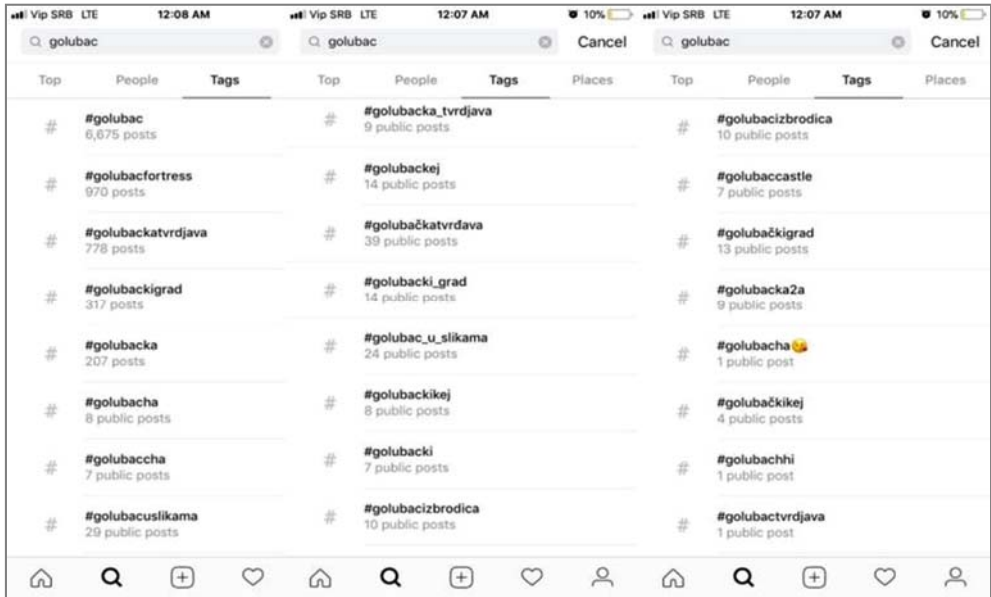 Vip SRB LTE 12:08 AM
golubac
Top People Tags
#golubac
6,675 posts
#golubacfortress
970 posts
#golubackatvrdjava
778 posts
#golubackigrad
317 posts
#golubacka
207 posts
#golubacha
8 public posts
#golubaccha
7 public posts
#golubacuslikama
29 public posts
Vip SRB LTE 12:07 AM 10%
golubac Cancel
Top People Tags Places
#golubacka_tvrdjava
9 public posts
#golubackej
14 public posts
#golubačkatvrđava
39 public posts
#golubacki_grad
14 public posts
#golubac_u_slikama
24 public posts
#golubackikej
8 public posts
#golubacki
7 public posts
#golubacizbrodica
10 public posts
Vip SRB LTE 12:07 AM 10%
golubac Cancel
Top People Tags Places
#golubacizbrodica
10 public posts
#golubaccastle
7 public posts
#golubačkigrad
13 public posts
#golubacka2a
9 public posts
#golubacha😘
1 public post
#golubačkikej
4 public posts
#golubachhi
1 public post
#golubactvrdjava
1 public post